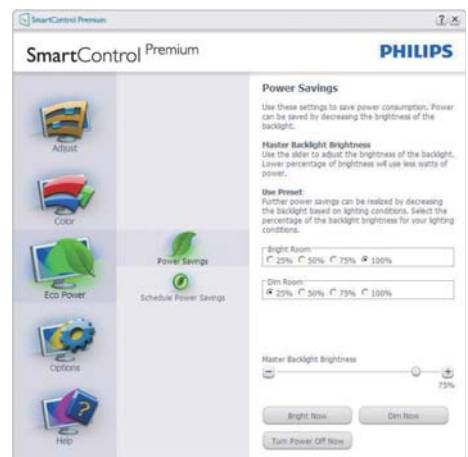 SmartControl Premium
SmartControl Premium
PHILIPS
Adjust
Color
Eco Power
Options
Help
Power Savings
Schedule Power Savings
Power Savings
Use these settings to save power consumption. Power
can be saved by decreasing the brightness of the
backlight.
Master Backlight Brightness
Use the slider to adjust the brightness of the backlight.
Lower percentage of brightness will use less watts of
power.
Use Preset
Further power savings can be realized by decreasing
the backlight based on lighting conditions. Select the
percentage of the backlight brightness for your lighting
conditions.
Bright Room
25% 50% 75% 100%
Dim Room
25% 50% 75% 100%
Master Backlight Brightness
75%
Bright Now Dim Now
Turn Power Off Now